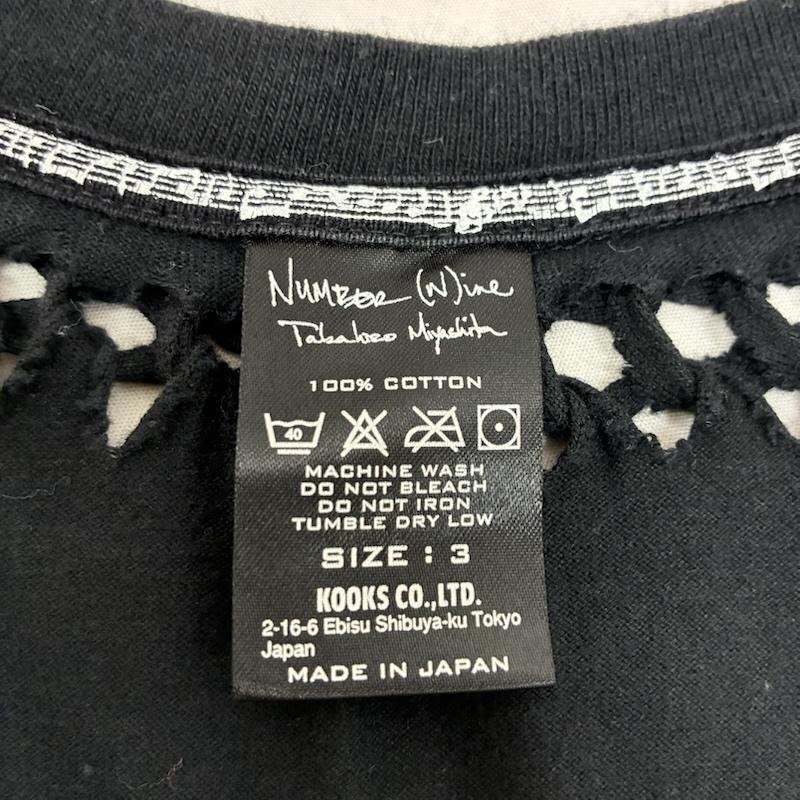 NUMBER (N)ine
Takahiro Miyashita
100% COTTON
40
MACHINE WASH
DO NOT BLEACH
DO NOT IRON
TUMBLE DRY LOW
SIZE : 3
KOOKS CO.,LTD.
2-16-6 Ebisu Shibuya-ku Tokyo
Japan
MADE IN JAPAN